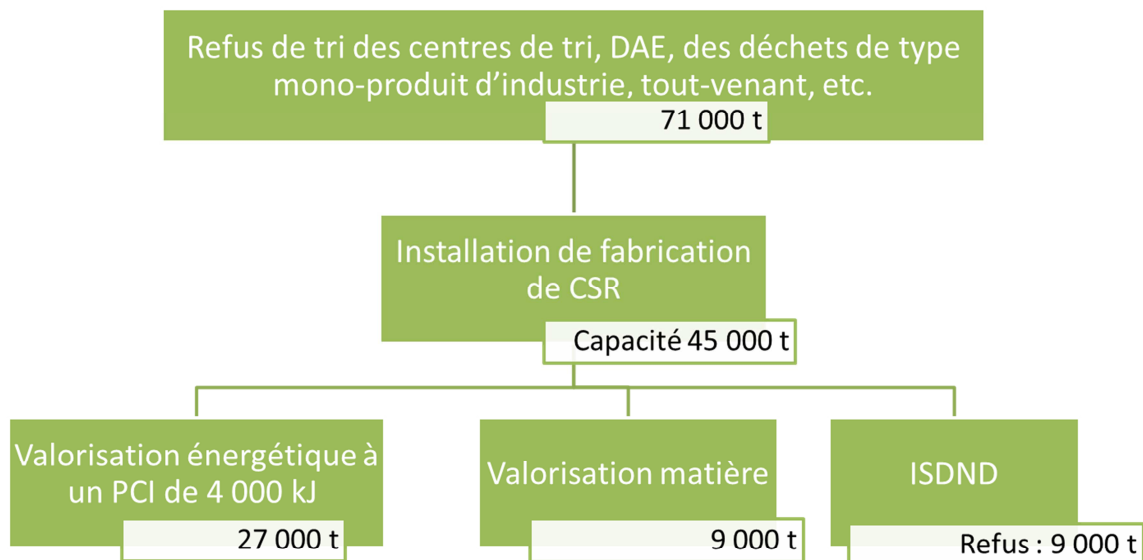 Refus de tri des centres de tri, DAE, des déchets de type
mono-produit d’industrie, tout-venant, etc.
71 000 t
Installation de fabrication
de CSR
Capacité 45 000 t
Valorisation énergétique à
un PCI de 4 000 kJ
27 000 t
Valorisation matière
9 000 t
ISDND
Refus : 9 000 t